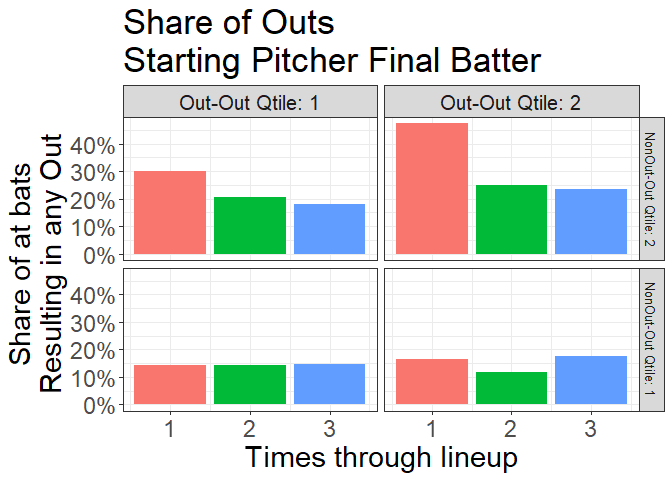 Share of Outs
Starting Pitcher Final Batter
Out-Out Qtile: 1
Out-Out Qtile: 2
Share of at bats
Resulting in any Out
40%
30%
20%
10%
0%
NonOut-Out Qtile: 2
40%
30%
20%
10%
0%
NonOut-Out Qtile: 1
1
2
3
1
2
3
Times through lineup